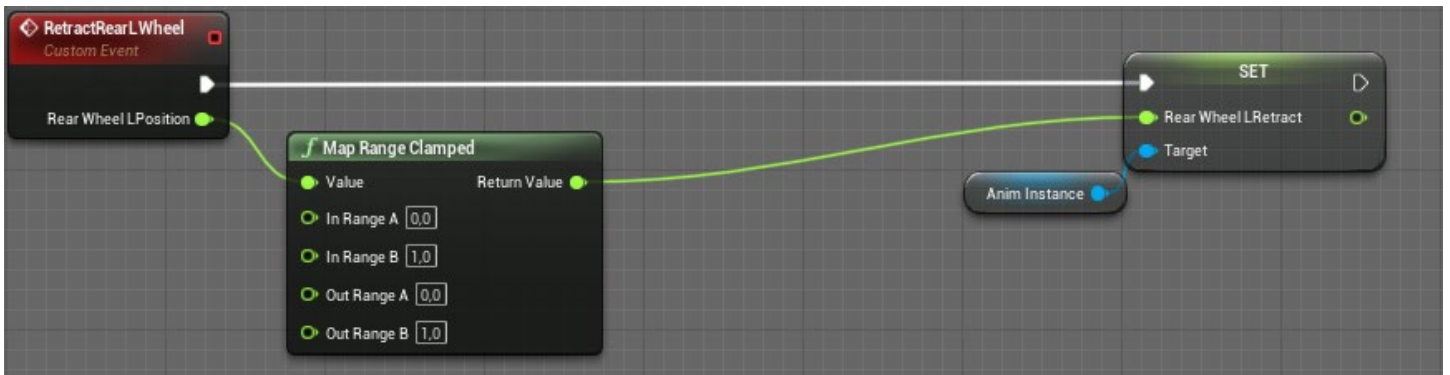 RetractRearLWheel
Custom Event
Rear Wheel LPosition
f Map Range Clamped
Value Return Value
In Range A 0,0
In Range B 1,0
Out Range A 0,0
Out Range B 1,0
Anim Instance
SET
Rear Wheel LRetract
Target